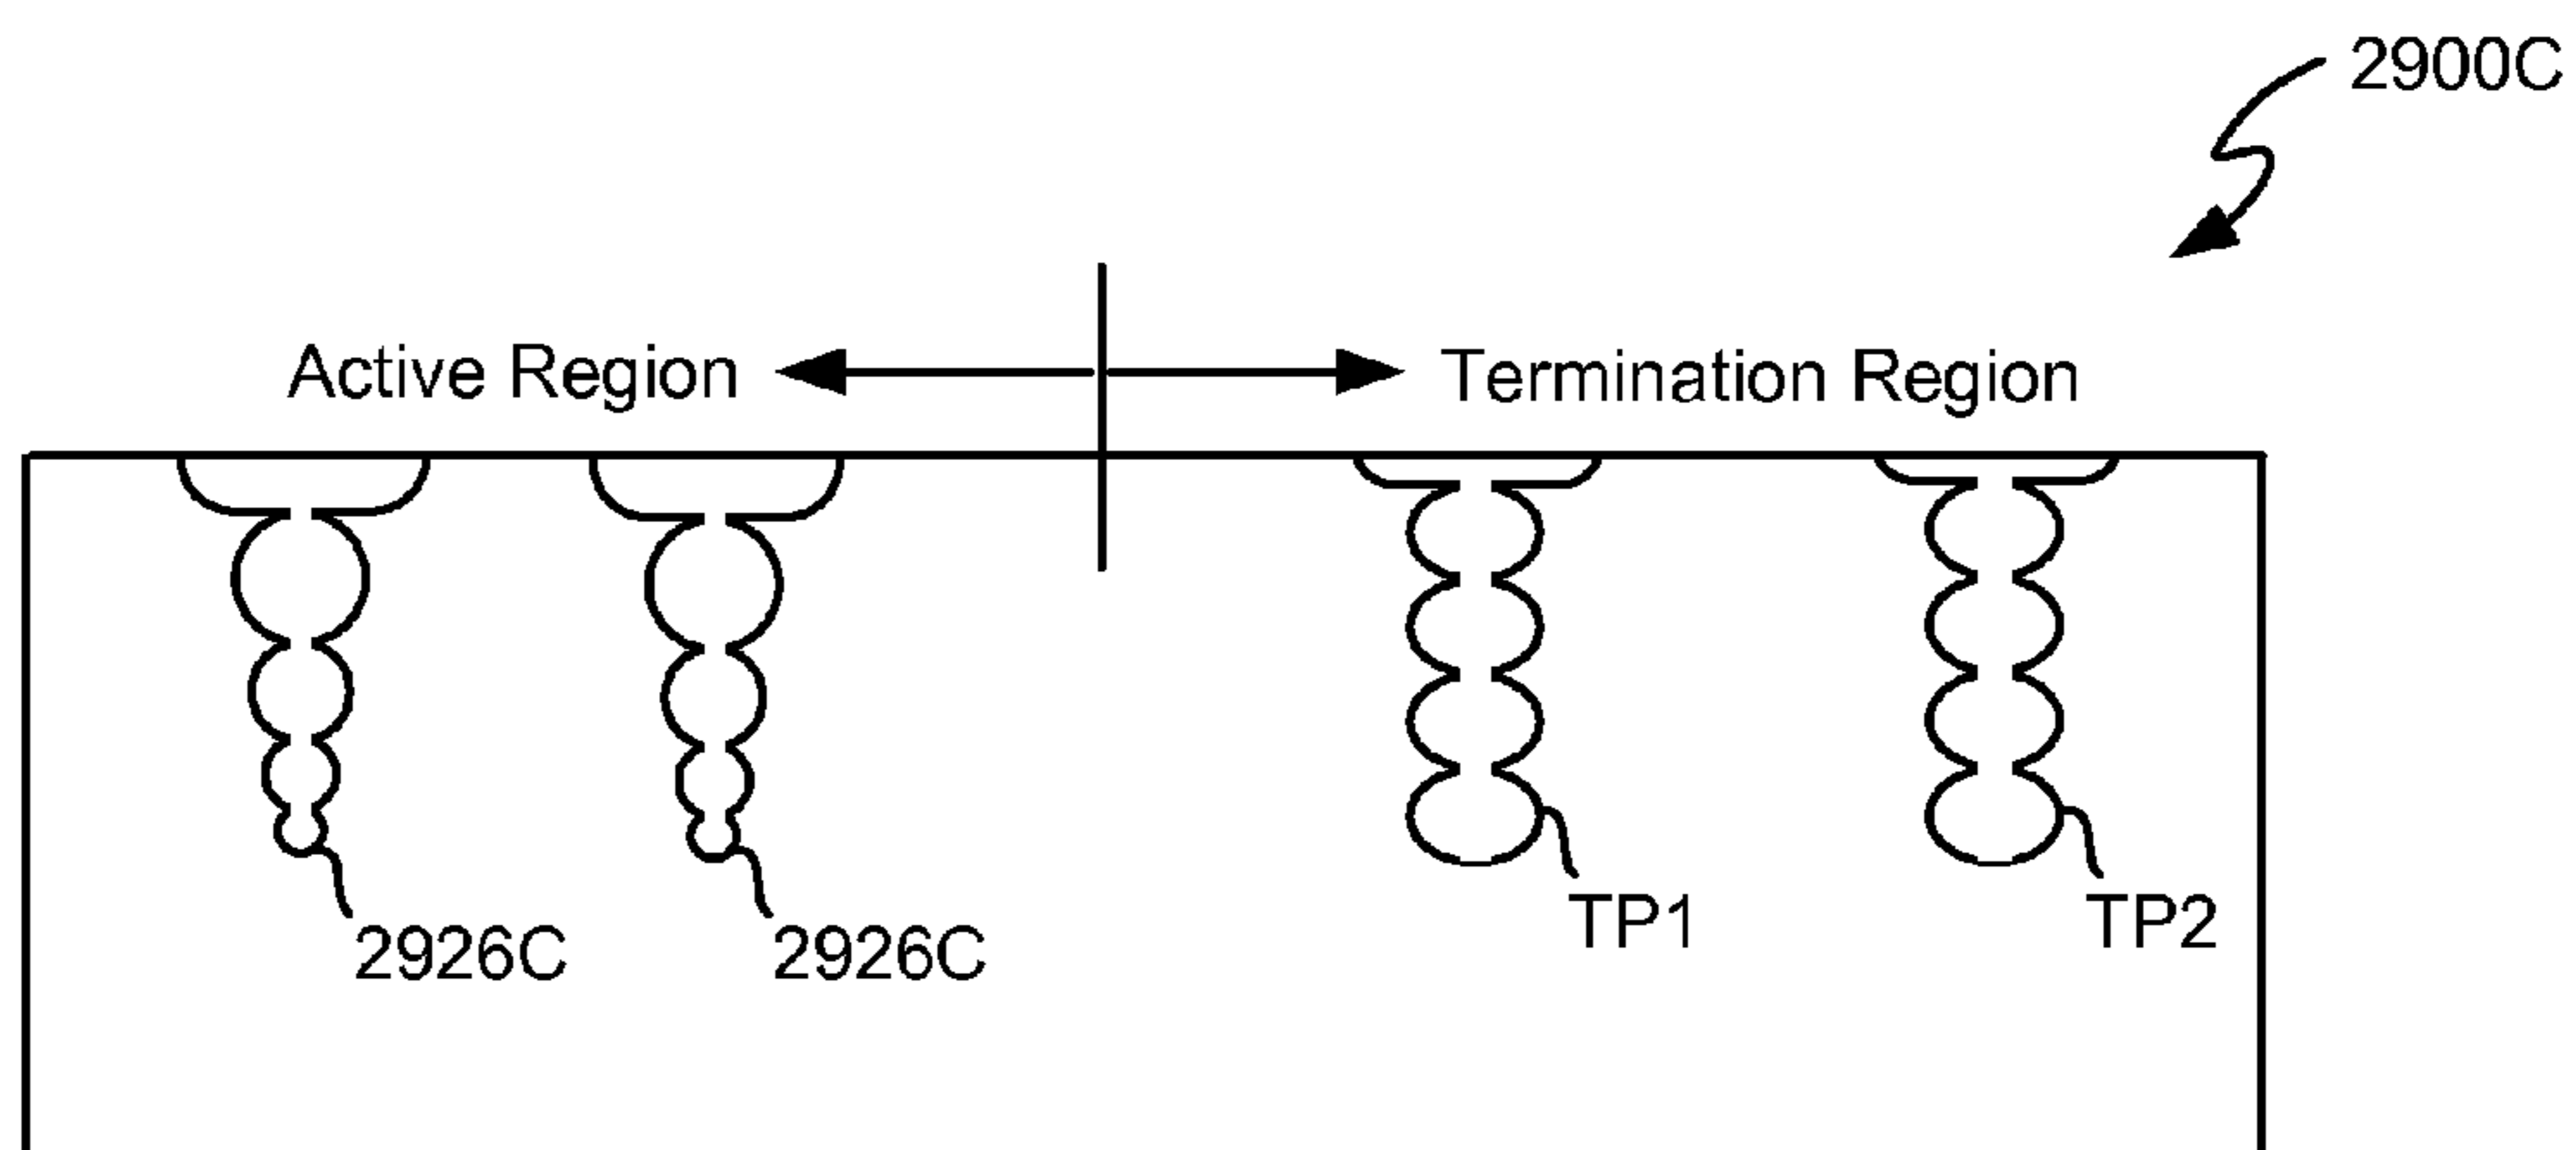 2900C
Active Region
Termination Region
2926C
2926C
TP1
TP2